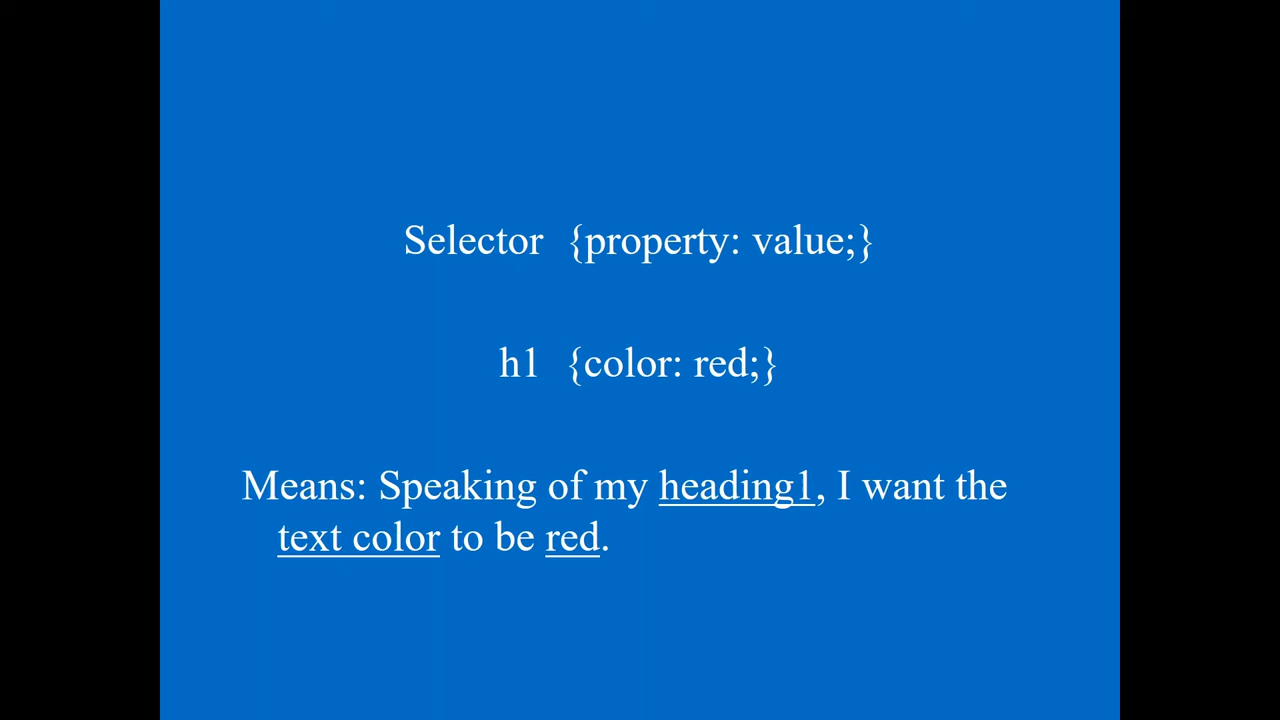 Selector {property: value;}
h1 {color: red;}
Means: Speaking of my heading1, I want the
text color to be red.